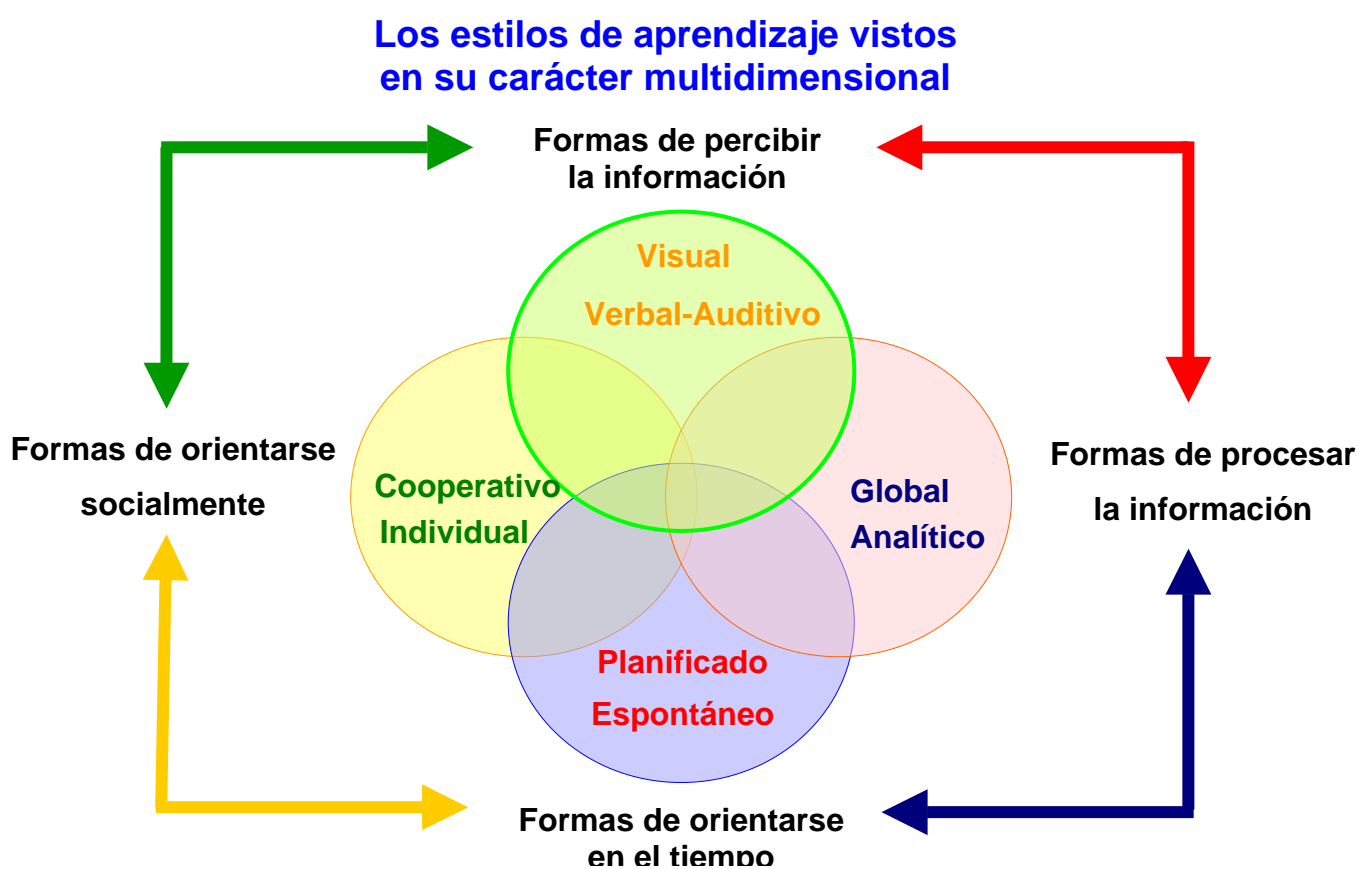 Los estilos de aprendizaje vistos
en su carácter multidimensional
Formas de percibir
la información
Visual
Verbal-Auditivo
Formas de orientarse
socialmente
Cooperativo
Individual
Global
Analítico
Formas de procesar
la información
Planificado
Espontáneo
Formas de orientarse
en el tiempo